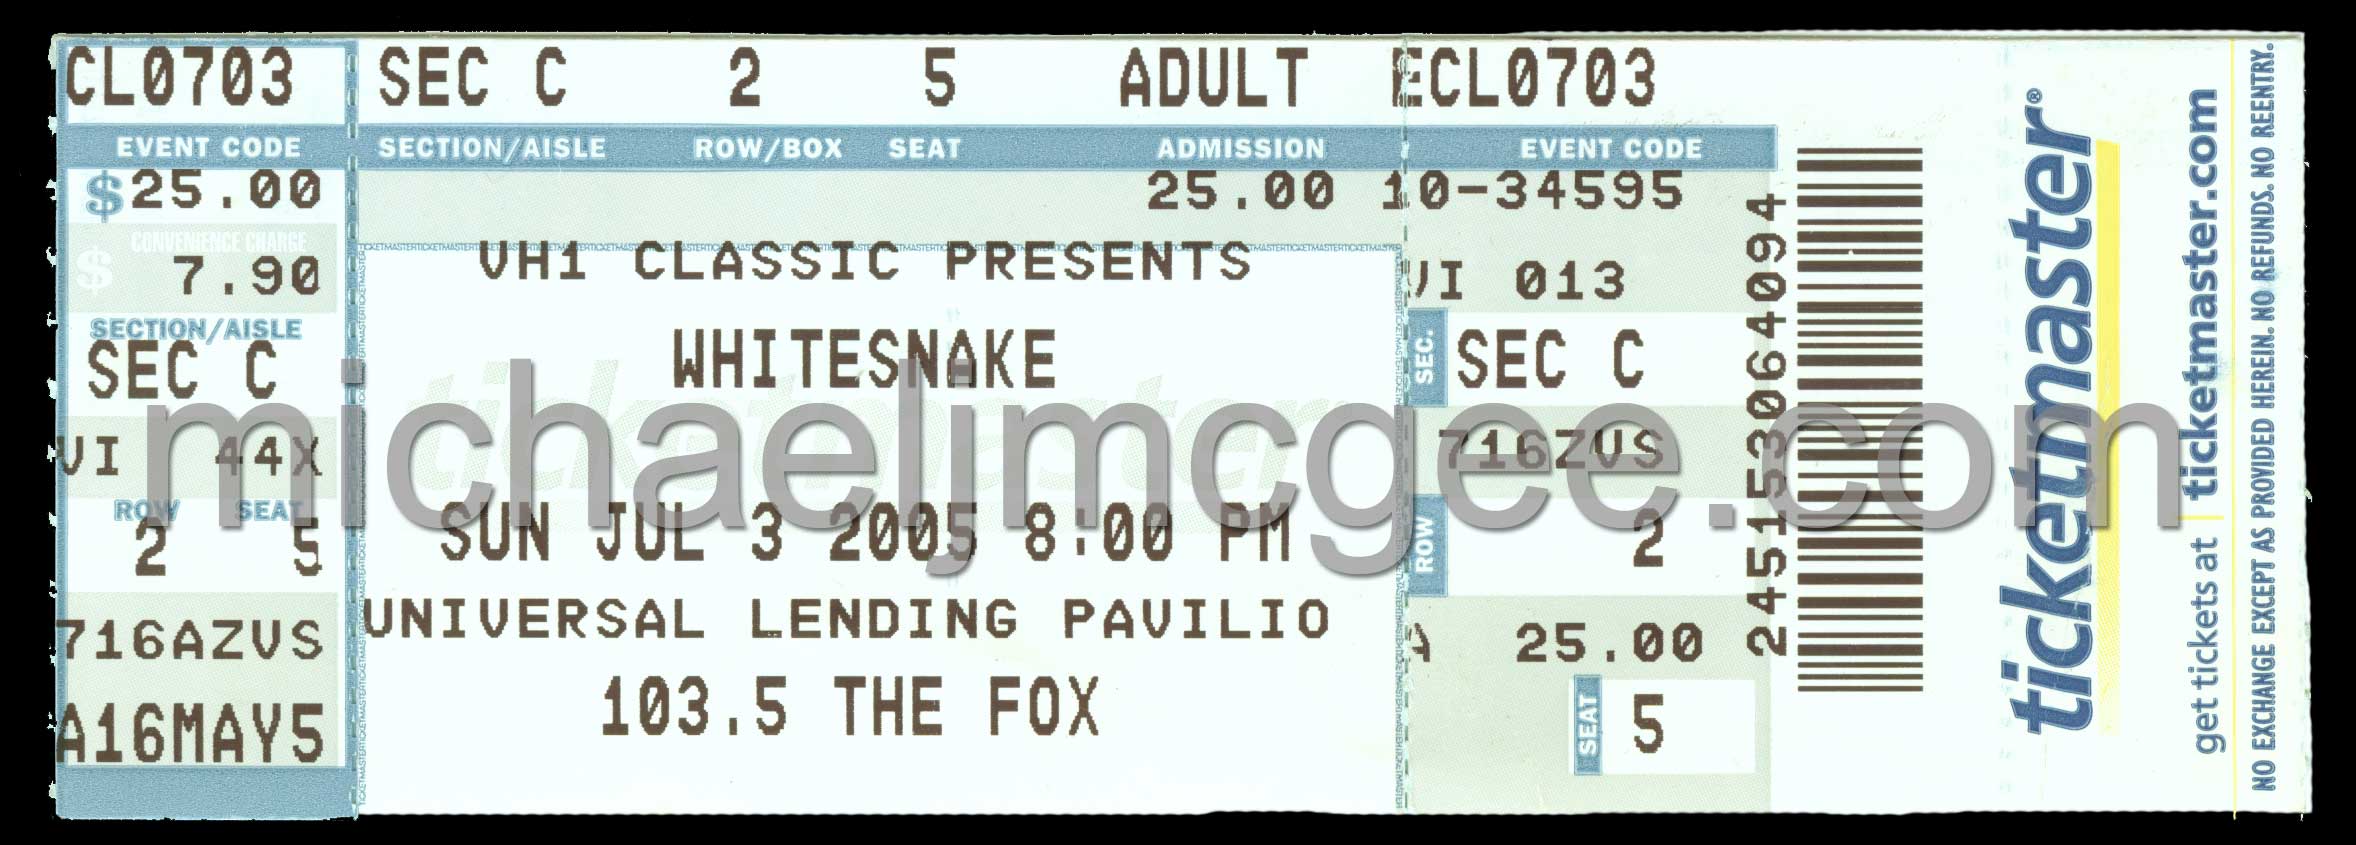 CL0703 SEC C 2 5 ADULT ECL0703
EVENT CODE SECTION/AISLE ROW/BOX SEAT ADMISSION EVENT CODE
$25.00 25.00 10-34595
$ CONVENIENCE CHARGE
7.90
SECTION/AISLE
SEC C
VI 44X
ROW SEAT
2 5
716AZVS
A16MAY5
VH1 CLASSIC PRESENTS
WHITESNAKE
ticketmaster
SUN JUL 3 2005 8:00 PM
UNIVERSAL LENDING PAVILIO
103.5 THE FOX
VI 013
SEC. SEC C
716ZVS
ROW 2
A 25.00
SEAT 5
245153064094
ticketmaster®
get tickets at ticketmaster.com
NO EXCHANGE EXCEPT AS PROVIDED HEREIN. NO REFUNDS. NO REENTRY.
michaeljmcgee.com